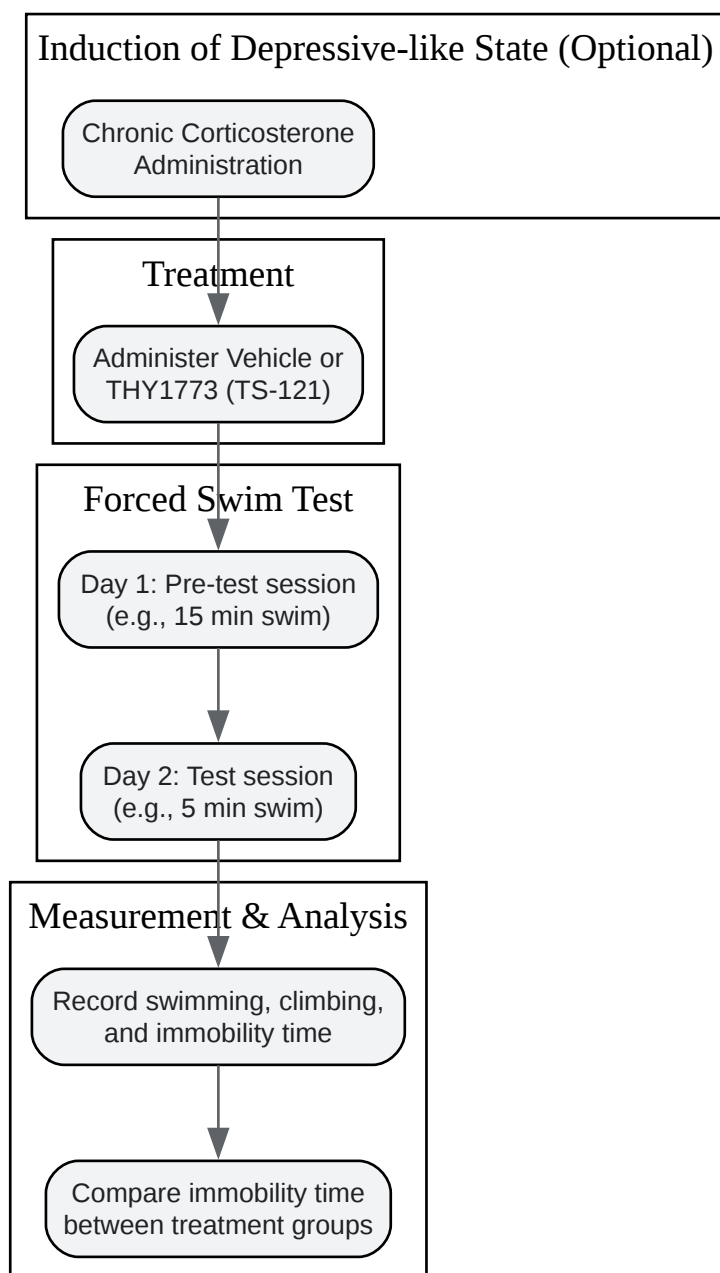 Induction of Depressive-like State (Optional)
Chronic Corticosterone
Administration
Treatment
Administer Vehicle or
THY1773 (TS-121)
Forced Swim Test
Day 1: Pre-test session
(e.g., 15 min swim)
Day 2: Test session
(e.g., 5 min swim)
Measurement & Analysis
Record swimming, climbing,
and immobility time
Compare immobility time
between treatment groups